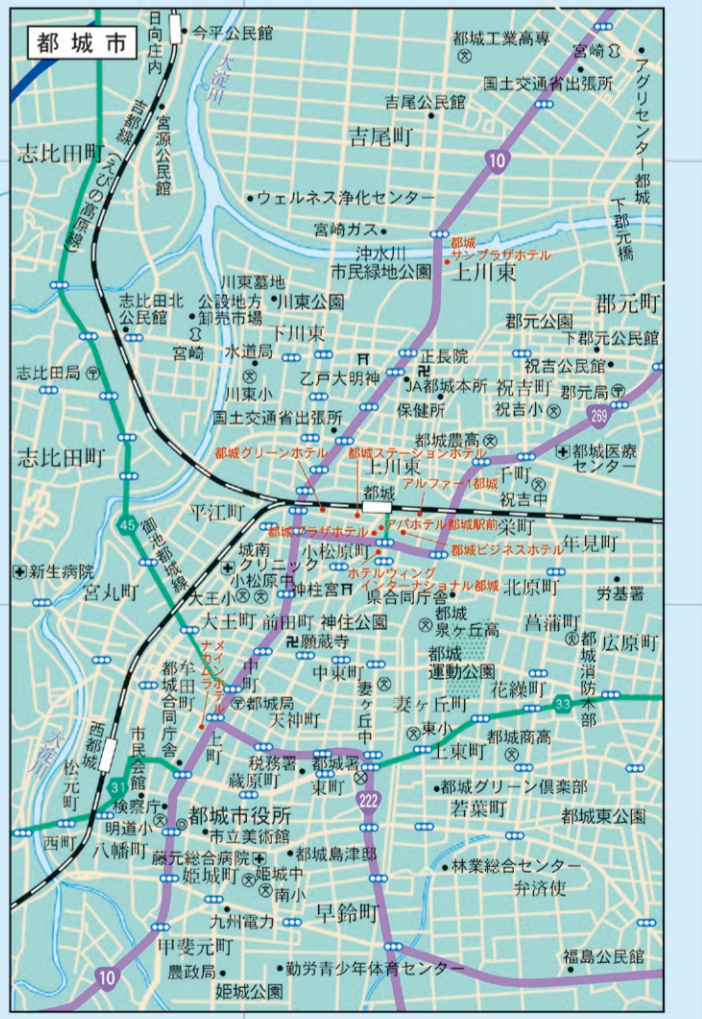 都城市
日向庄内
今平公民館
大淀川
都城工業高専
宮崎
国土交通省出張所
アグリセンター都城
吉都線(えびの高原線)
宮源公民館
吉尾公民館
吉尾町
志比田町
10
ウェルネス浄化センター
宮崎ガス
下郡元橋
都城
サンプラザホテル
沖水川
市民緑地公園
上川東
川東墓地
志比田北
公民館
公設地方
卸売市場
川東公園
下川東
宮崎
郡元町
郡元公園
下郡元公民館
水道局
正長院
祝吉公民館
志比田局
川東小
乙戸大明神
JA都城本所
祝吉町
郡元局
保健所
祝吉小
269
国土交通省出張所
都城農高
都城グリーンホテル
都城ステーションホテル
志比田町
上川東
千町
都城医療
センター
アルファー1都城
祝吉中
都城
平江町
45
御池都城線
都城プラザホテル
アパホテル都城駅前
栄町
年見町
小松原町
都城ビジネスホテル
城南
クリニック
新生病院
小松原中
ホテルウィング
インターナショナル都城
北原町
宮丸町
大王小
神柱宮
県合同庁舎
労基署
大王町
前田町
神住公園
都城
泉ヶ丘高
菖蒲町
広原町
願蔵寺
都城消防本部
ナカムラ
メインホテル
牟田町
中町
中東町
都城
運動公園
都城合同庁舎
都城局
妻ヶ丘中
妻ヶ丘町
花繰町
33
天神町
上町
東小
大淀川
西都城
市民会館
上東町
都城商高
税務署
都城署
松元町
31
蔵原町
東町
222
都城グリーン倶楽部
検察庁
都城市役所
若葉町
都城東公園
明道小
西町
八幡町
市立美術館
藤元総合病院
都城島津邸
林業総合センター
姫城町
姫城中
南小
弁済使
九州電力
早鈴町
甲斐元町
福島公民館
10
農政局
勤労青少年体育センター
姫城公園